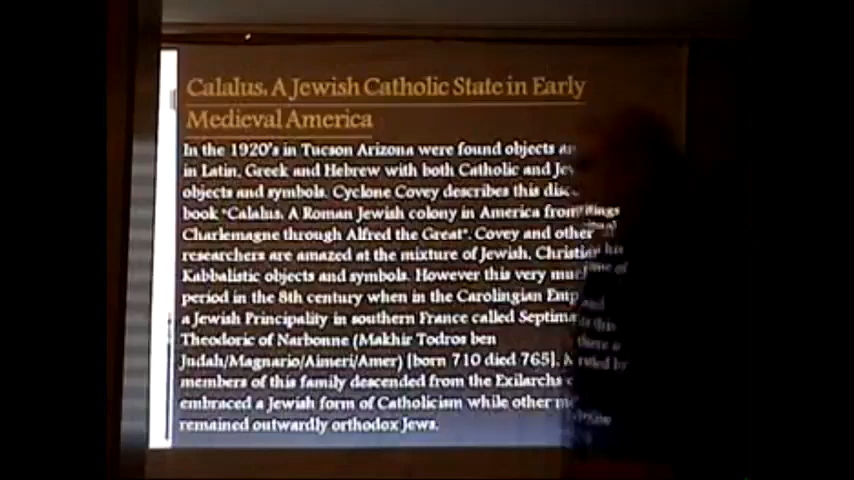 Calalus, A Jewish Catholic State in Early
Medieval America
In the 1920's in Tucson Arizona were found objects
in Latin, Greek and Hebrew with both Catholic and
objects and symbols. Cyclone Covey describes this
book "Calalus, A Roman Jewish colony in America from
Charlemagne through Alfred the Great". Covey and other
researchers are amazed at the mixture of Jewish, Christian
Kabbalistic objects and symbols. However this very much
period in the 8th century when in the Carolingian
a Jewish Principality in southern France called
Theodoric of Narbonne (Makhir Todros ben
Judah/Magnario/Aimeri/Amer) [born 710 died 765].
members of this family descended from the Exilarchs
embraced a Jewish form of Catholicism while other
remained outwardly orthodox Jews.